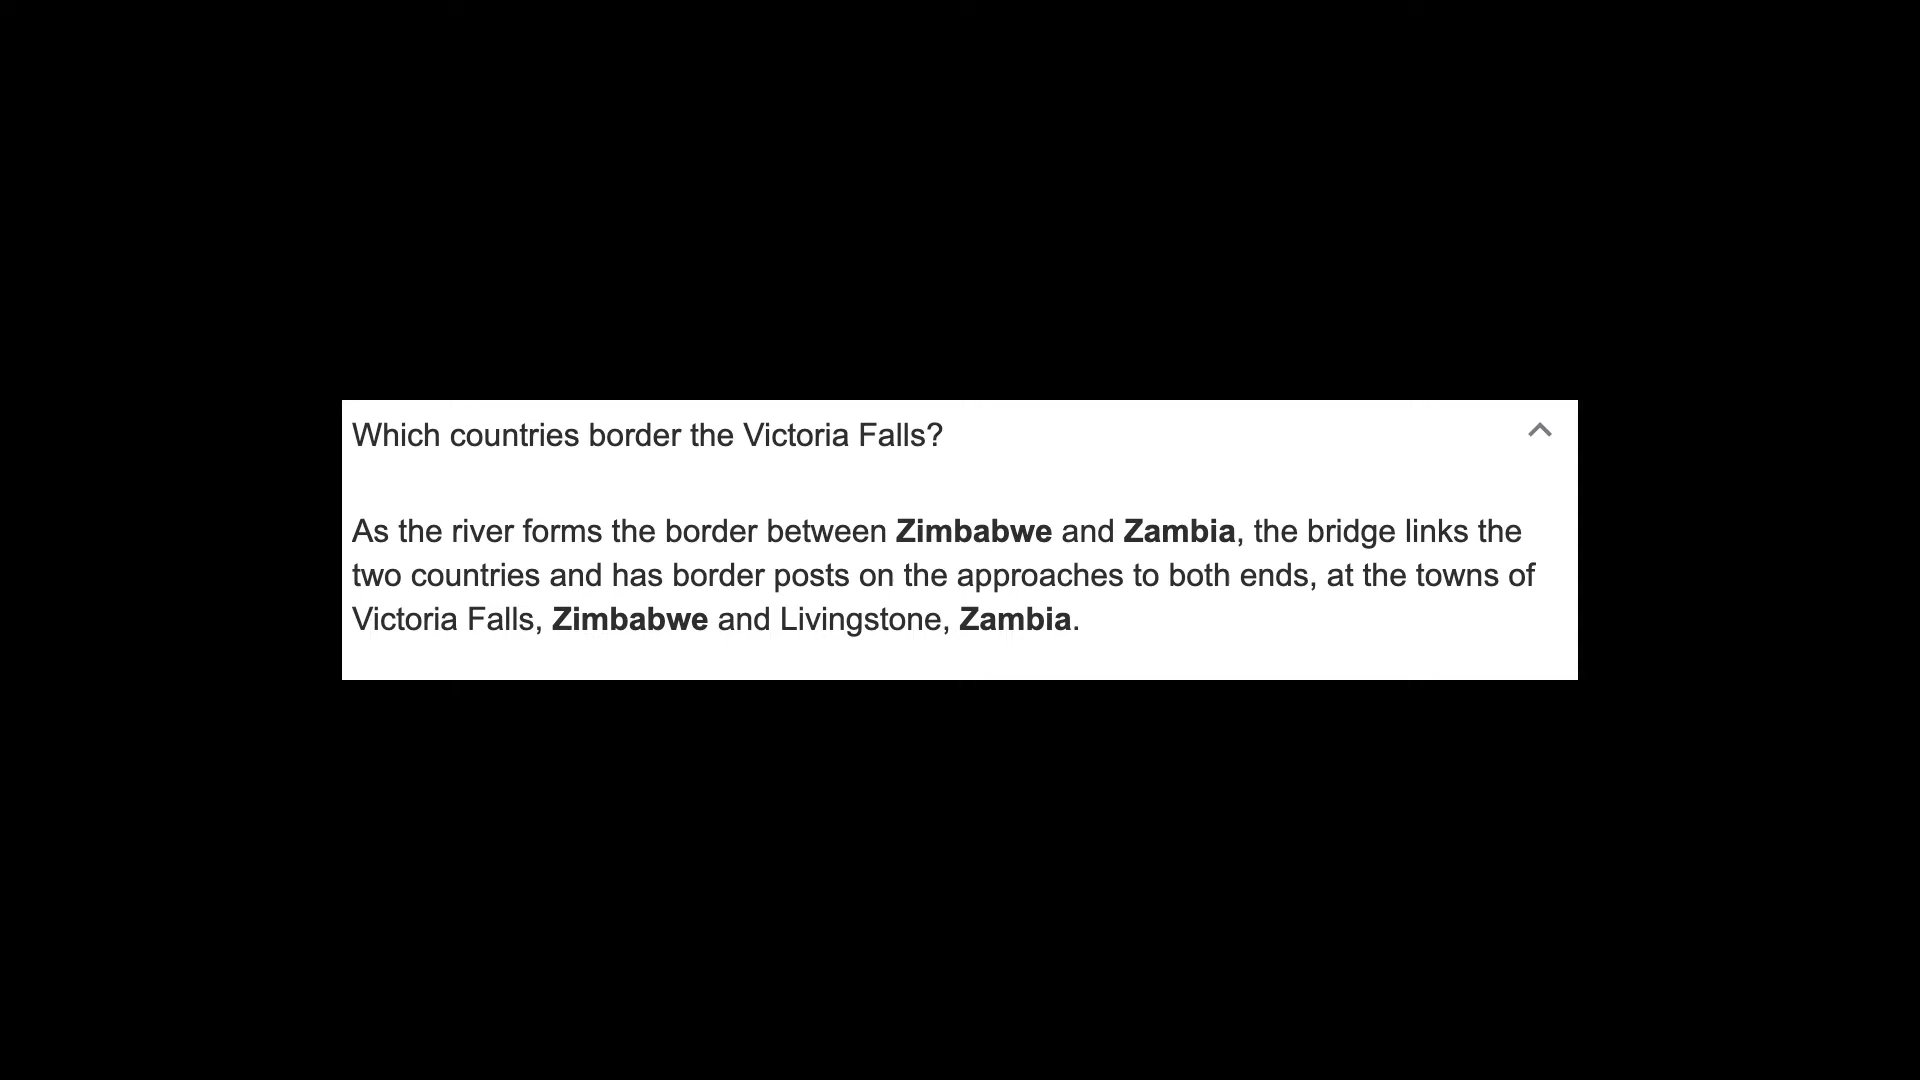 Which countries border the Victoria Falls?
As the river forms the border between Zimbabwe and Zambia, the bridge links the
two countries and has border posts on the approaches to both ends, at the towns of
Victoria Falls, Zimbabwe and Livingstone, Zambia.